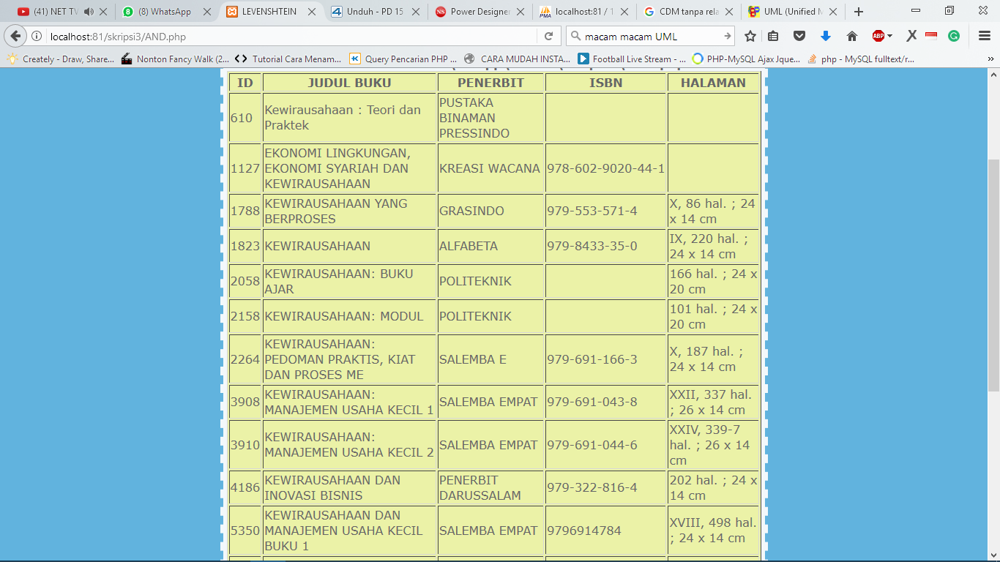 (41) NET TV
(8) WhatsApp
LEVENSHTEIN
Unduh - PD 15
Power Designer
localhost:81 / 1
CDM tanpa rela
UML (Unified M
localhost:81/skripsi3/AND.php
macam macam UML
Creately - Draw, Share...
Nonton Fancy Walk (2...
Tutorial Cara Menam...
Query Pencarian PHP ...
CARA MUDAH INSTA...
Football Live Stream - ...
PHP-MySQL Ajax Jque...
php - MySQL fulltext/r...
ID JUDUL BUKU PENERBIT ISBN HALAMAN
610
Kewirausahaan : Teori dan
Praktek
PUSTAKA
BINAMAN
PRESSINDO
1127
EKONOMI LINGKUNGAN,
EKONOMI SYARIAH DAN
KEWIRAUSAHAAN
KREASI WACANA
978-602-9020-44-1
1788
KEWIRAUSAHAAN YANG
BERPROSES
GRASINDO
979-553-571-4
X, 86 hal. ; 24
x 14 cm
1823
KEWIRAUSAHAAN
ALFABETA
979-8433-35-0
IX, 220 hal. ;
24 x 14 cm
2058
KEWIRAUSAHAAN: BUKU
AJAR
POLITEKNIK
166 hal. ; 24 x
20 cm
2158
KEWIRAUSAHAAN: MODUL
POLITEKNIK
101 hal. ; 24 x
20 cm
2264
KEWIRAUSAHAAN:
PEDOMAN PRAKTIS, KIAT
DAN PROSES ME
SALEMBA E
979-691-166-3
X, 187 hal. ;
24 x 14 cm
3908
KEWIRAUSAHAAN:
MANAJEMEN USAHA KECIL 1
SALEMBA EMPAT
979-691-043-8
XXII, 337 hal.
; 26 x 14 cm
3910
KEWIRAUSAHAAN:
MANAJEMEN USAHA KECIL 2
SALEMBA EMPAT
979-691-044-6
XXIV, 339-7
hal. ; 26 x 14
cm
4186
KEWIRAUSAHAAN DAN
INOVASI BISNIS
PENERBIT
DARUSSALAM
979-322-816-4
202 hal. ; 24 x
14 cm
5350
KEWIRAUSAHAAN DAN
MANAJEMEN USAHA KECIL
BUKU 1
SALEMBA EMPAT
9796914784
XVIII, 498 hal.
; 24 x 14 cm